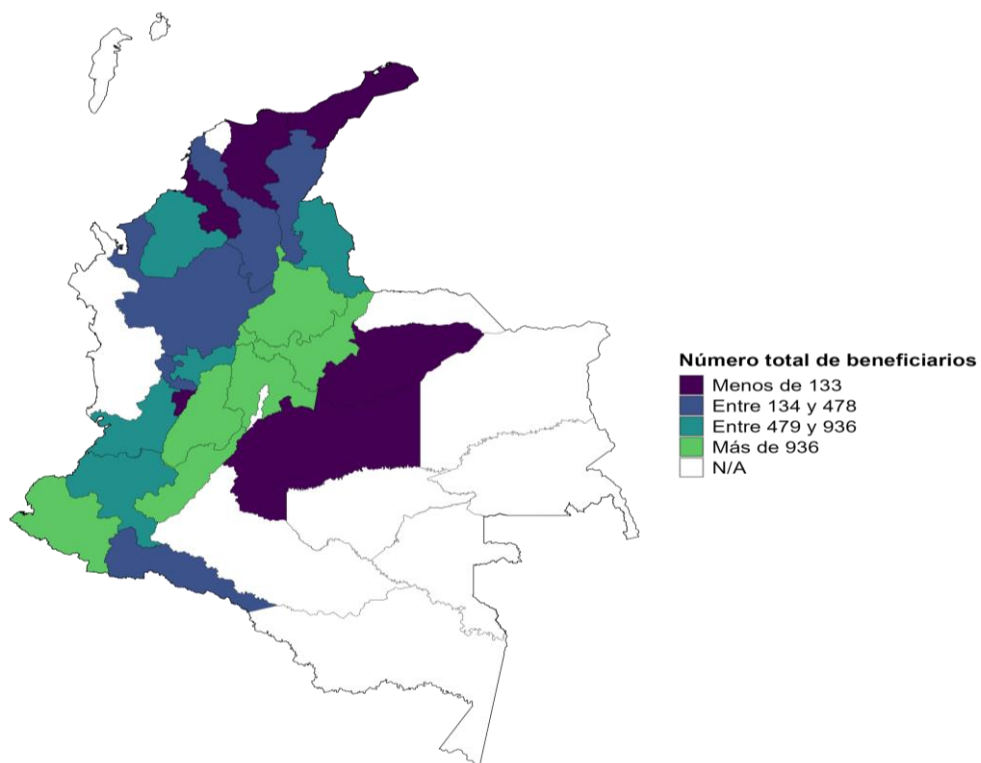 Número total de beneficiarios
Menos de 133
Entre 134 y 478
Entre 479 y 936
Más de 936
N/A